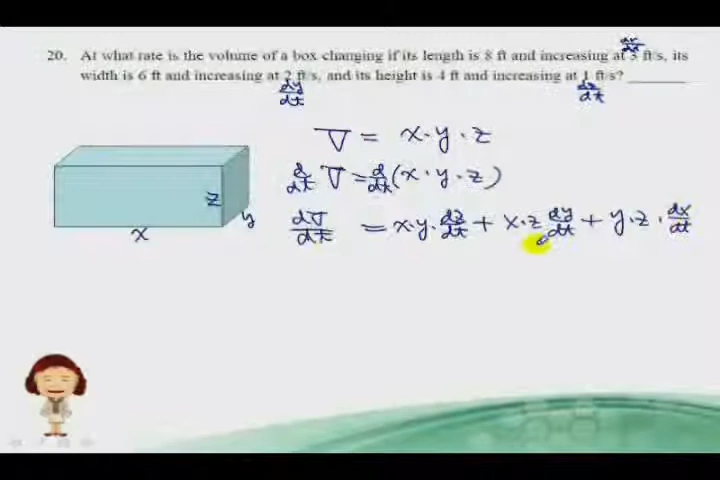 20. At what rate is the volume of a box changing if its length is 8 ft and increasing at 3 ft/s, its
width is 6 ft and increasing at 2 ft/s, and its height is 4 ft and increasing at 1 ft/s? ________
dx/dt
dy/dt
dz/dt
V = x·y·z
d/dt V = d/dt (x·y·z)
dV/dt = x·y·dz/dt + x·z dy/dt + y·z·dx/dt
z
y
x